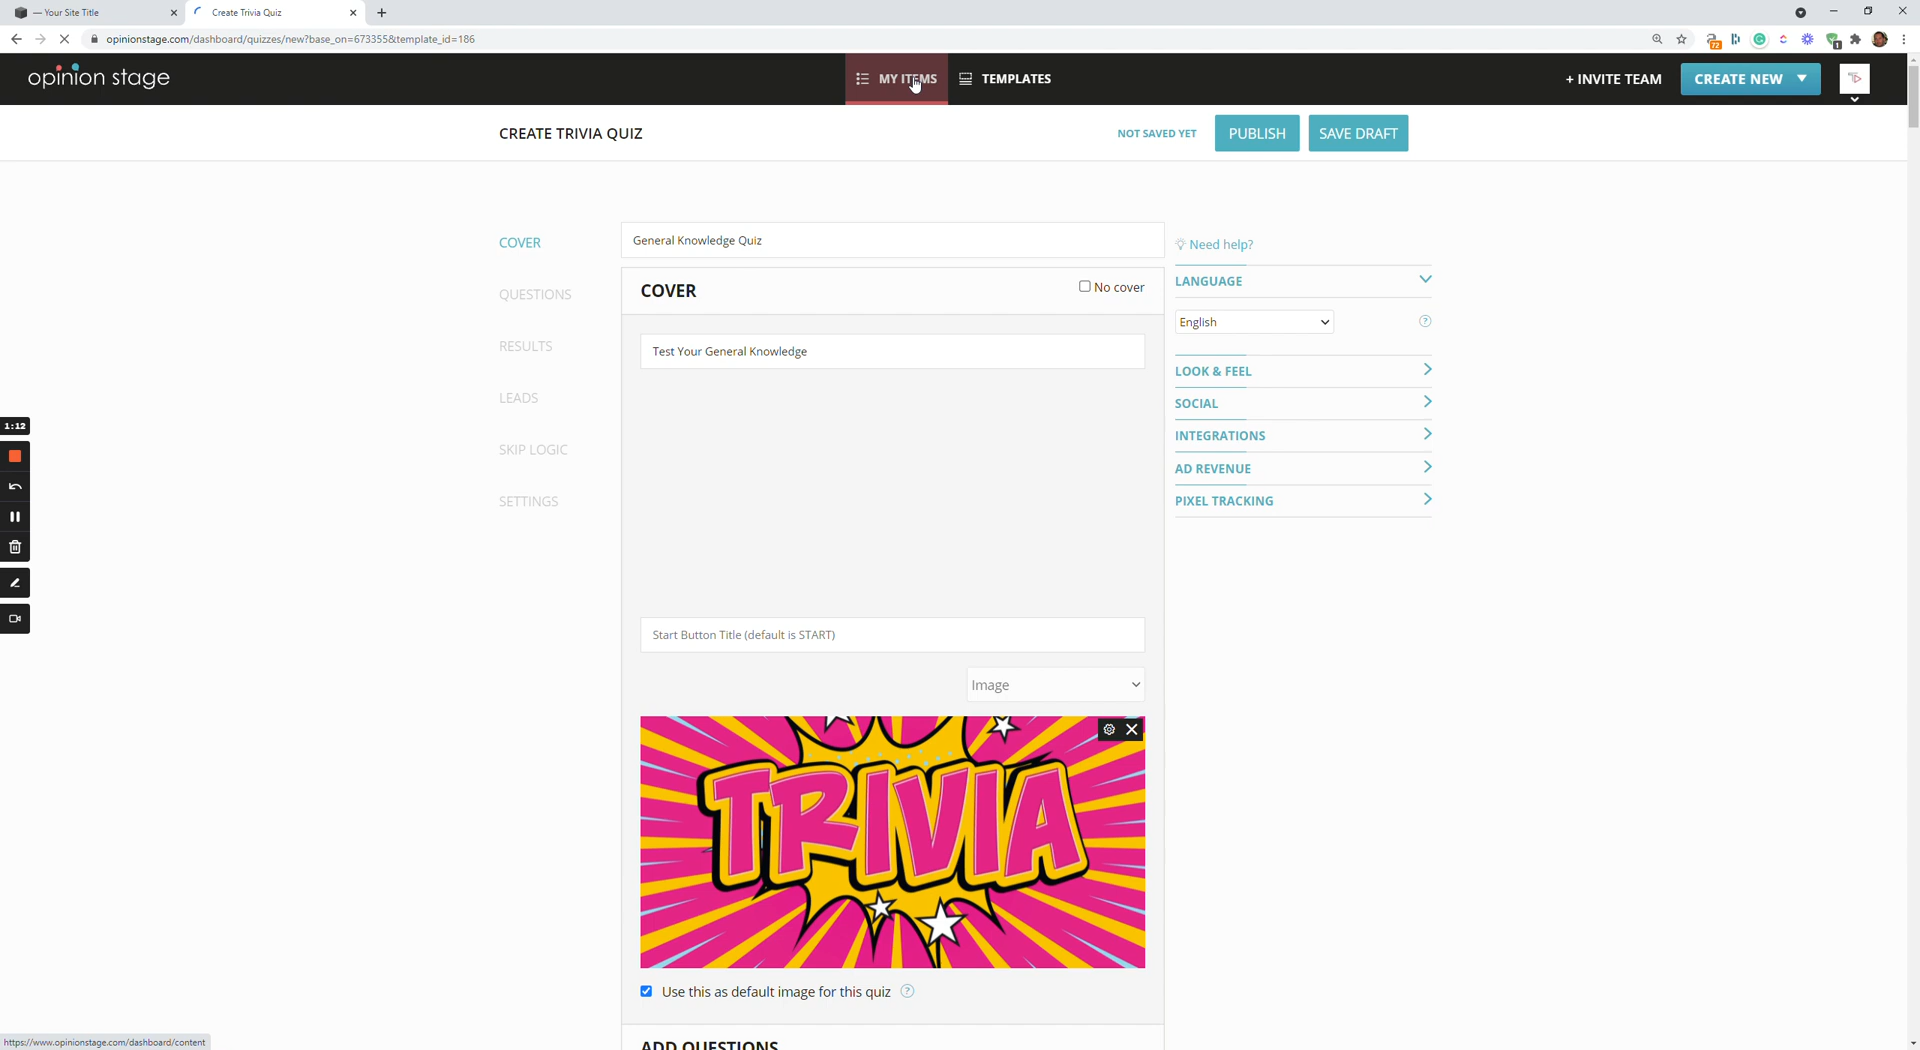 — Your Site Title
Create Trivia Quiz
opinionstage.com/dashboard/quizzes/new?base_on=673355&template_id=186
72
1
opinion stage
MY ITEMS
TEMPLATES
+ INVITE TEAM
CREATE NEW
CREATE TRIVIA QUIZ
NOT SAVED YET
PUBLISH
SAVE DRAFT
COVER
QUESTIONS
RESULTS
LEADS
SKIP LOGIC
SETTINGS
General Knowledge Quiz
COVER
No cover
Test Your General Knowledge
Start Button Title (default is START)
Image
TRIVIA
Use this as default image for this quiz
ADD QUESTIONS
Need help?
LANGUAGE
English
LOOK & FEEL
SOCIAL
INTEGRATIONS
AD REVENUE
PIXEL TRACKING
1:12
https://www.opinionstage.com/dashboard/content